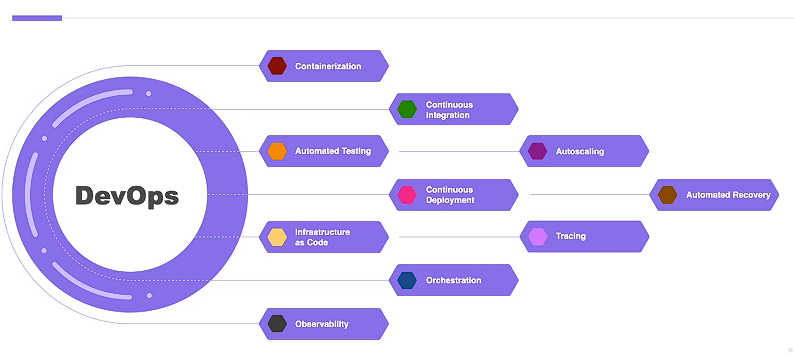 Containerization
Continuous
Integration
Automated Testing
Autoscaling
DevOps
Continuous
Deployment
Automated Recovery
Infrastructure
as Code
Tracing
Orchestration
Observability